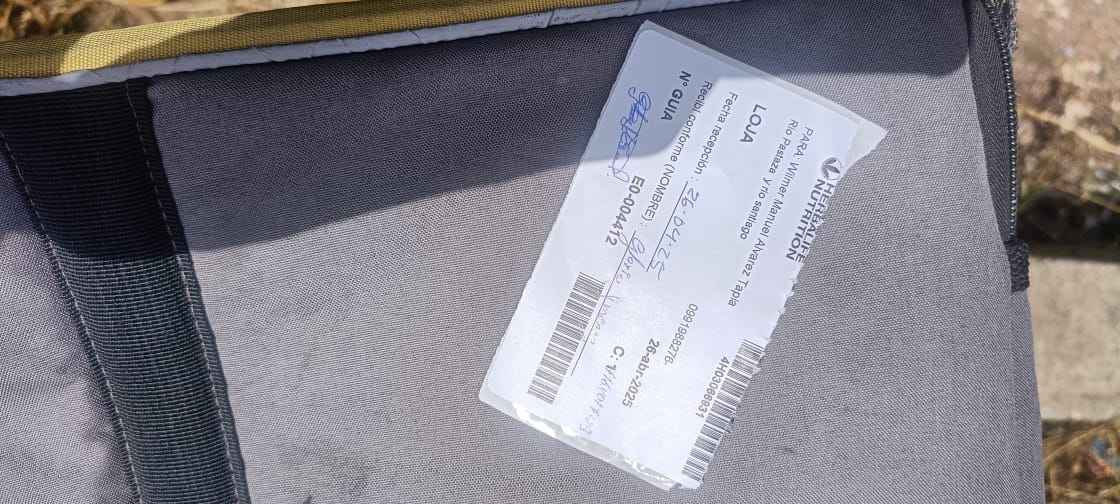 HERBALIFE
NUTRITION
4H03086931
PARA: Wilmer Manuel Alvarez Tapia
Rio Pastaza y rio santiago
0991988276-
LOJA
26-abr-2025
Fecha recepción: 26-04-25
Recibí conforme (NOMBRE):
C:
N° GUIA
E0-004412